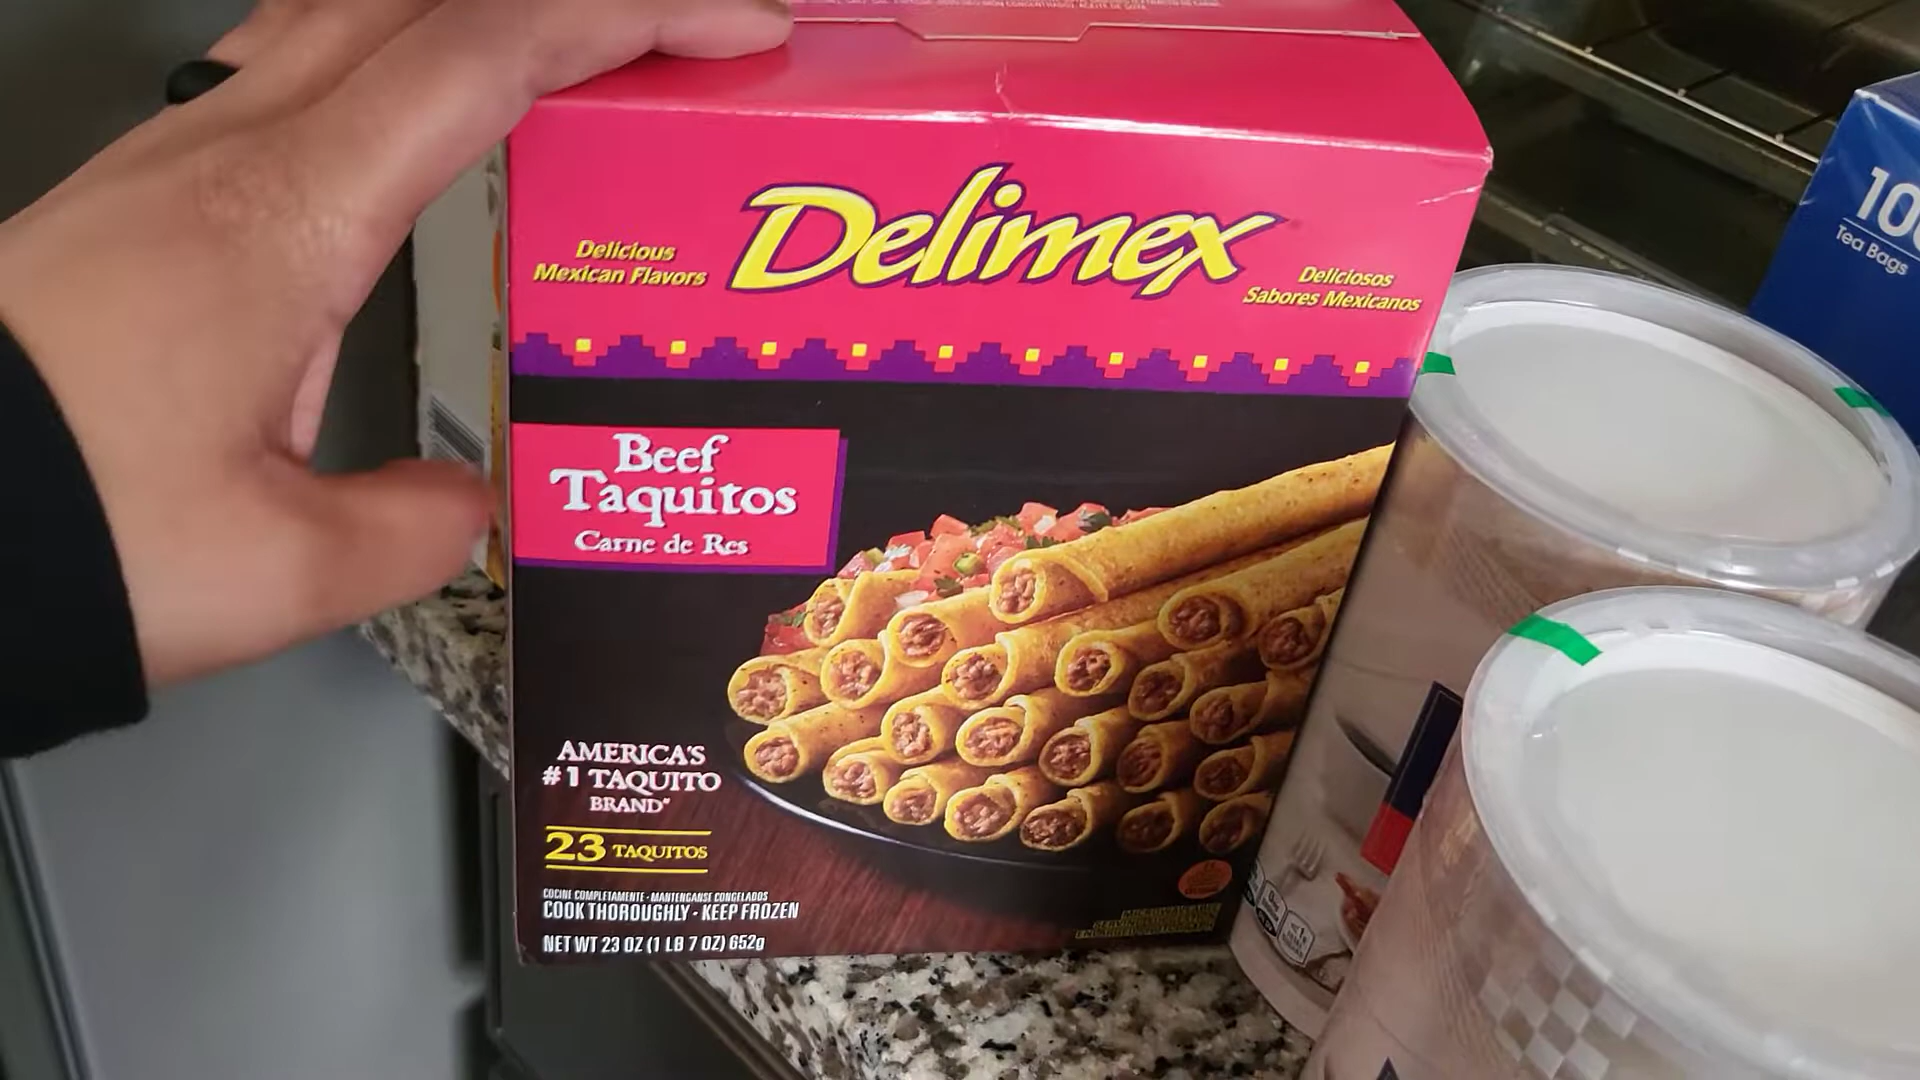 Delimex
Delicious
Mexican Flavors
Deliciosos
Sabores Mexicanos
Beef
Taquitos
Carne de Res
AMERICA'S
#1 TAQUITO
BRAND*
23 TAQUITOS
COCINE COMPLETAMENTE · MANTENGANSE CONGELADOS
COOK THOROUGHLY · KEEP FROZEN
NET WT 23 OZ (1 LB 7 OZ) 652g
Tea Bags